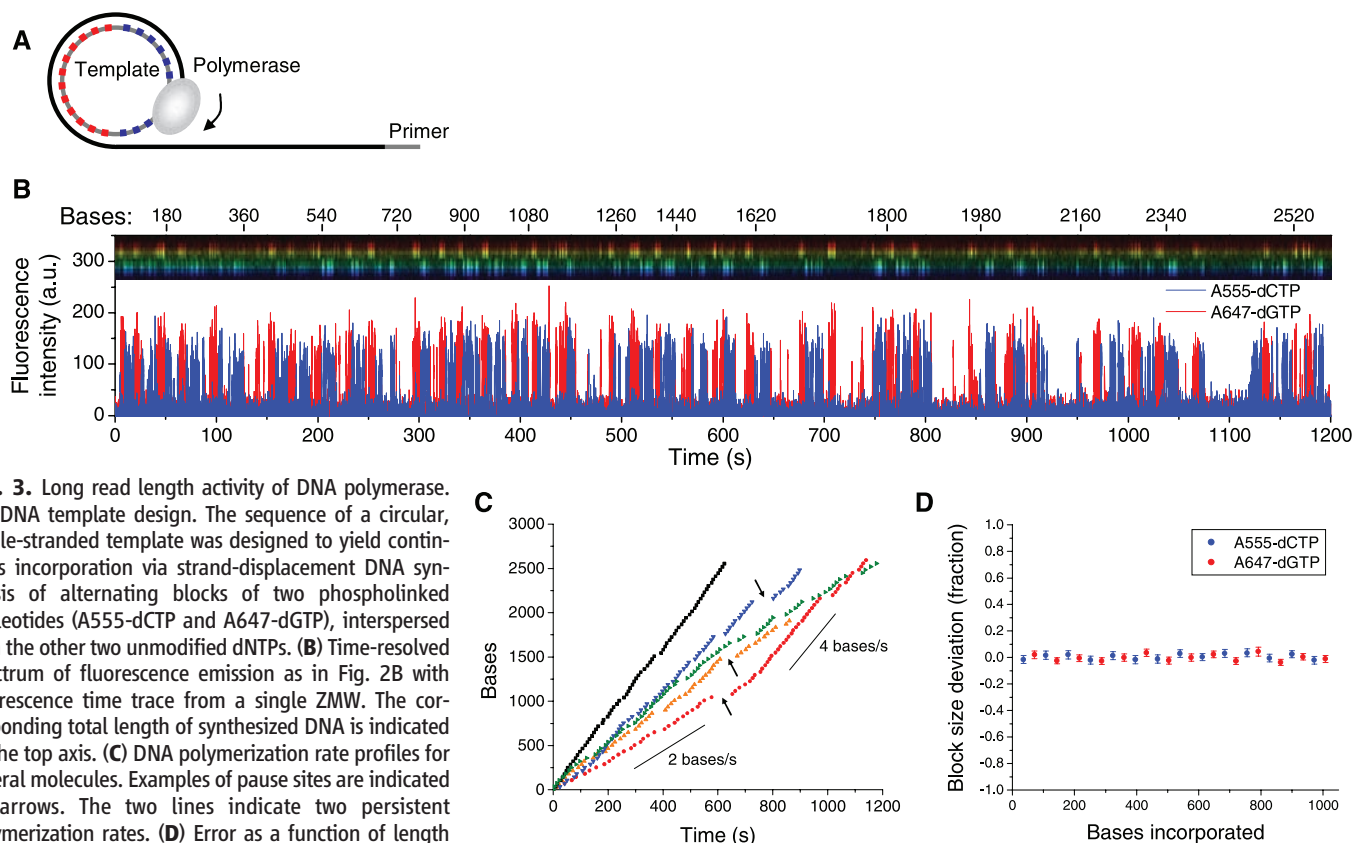 A
Template
Polymerase
Primer
B
Bases: 180 360 540 720 900 1080 1260 1440 1620 1800 1980 2160 2340 2520
Fluorescence
intensity (a.u.)
300
200
100
0
A555-dCTP
A647-dGTP
0 100 200 300 400 500 600 700 800 900 1000 1100 1200
Time (s)
. 3. Long read length activity of DNA polymerase.
DNA template design. The sequence of a circular,
le-stranded template was designed to yield contin-
s incorporation via strand-displacement DNA syn-
sis of alternating blocks of two phospholinked
leotides (A555-dCTP and A647-dGTP), interspersed
the other two unmodified dNTPs. (B) Time-resolved
ctrum of fluorescence emission as in Fig. 2B with
rescence time trace from a single ZMW. The cor-
ponding total length of synthesized DNA is indicated
he top axis. (C) DNA polymerization rate profiles for
eral molecules. Examples of pause sites are indicated
arrows. The two lines indicate two persistent
ymerization rates. (D) Error as a function of length
C
Bases
3000
2500
2000
1500
1000
500
0
4 bases/s
2 bases/s
0 200 400 600 800 1000 1200
Time (s)
D
Block size deviation (fraction)
1.0
0.8
0.6
0.4
0.2
0.0
-0.2
-0.4
-0.6
-0.8
-1.0
A555-dCTP
A647-dGTP
0 200 400 600 800 1000
Bases incorporated